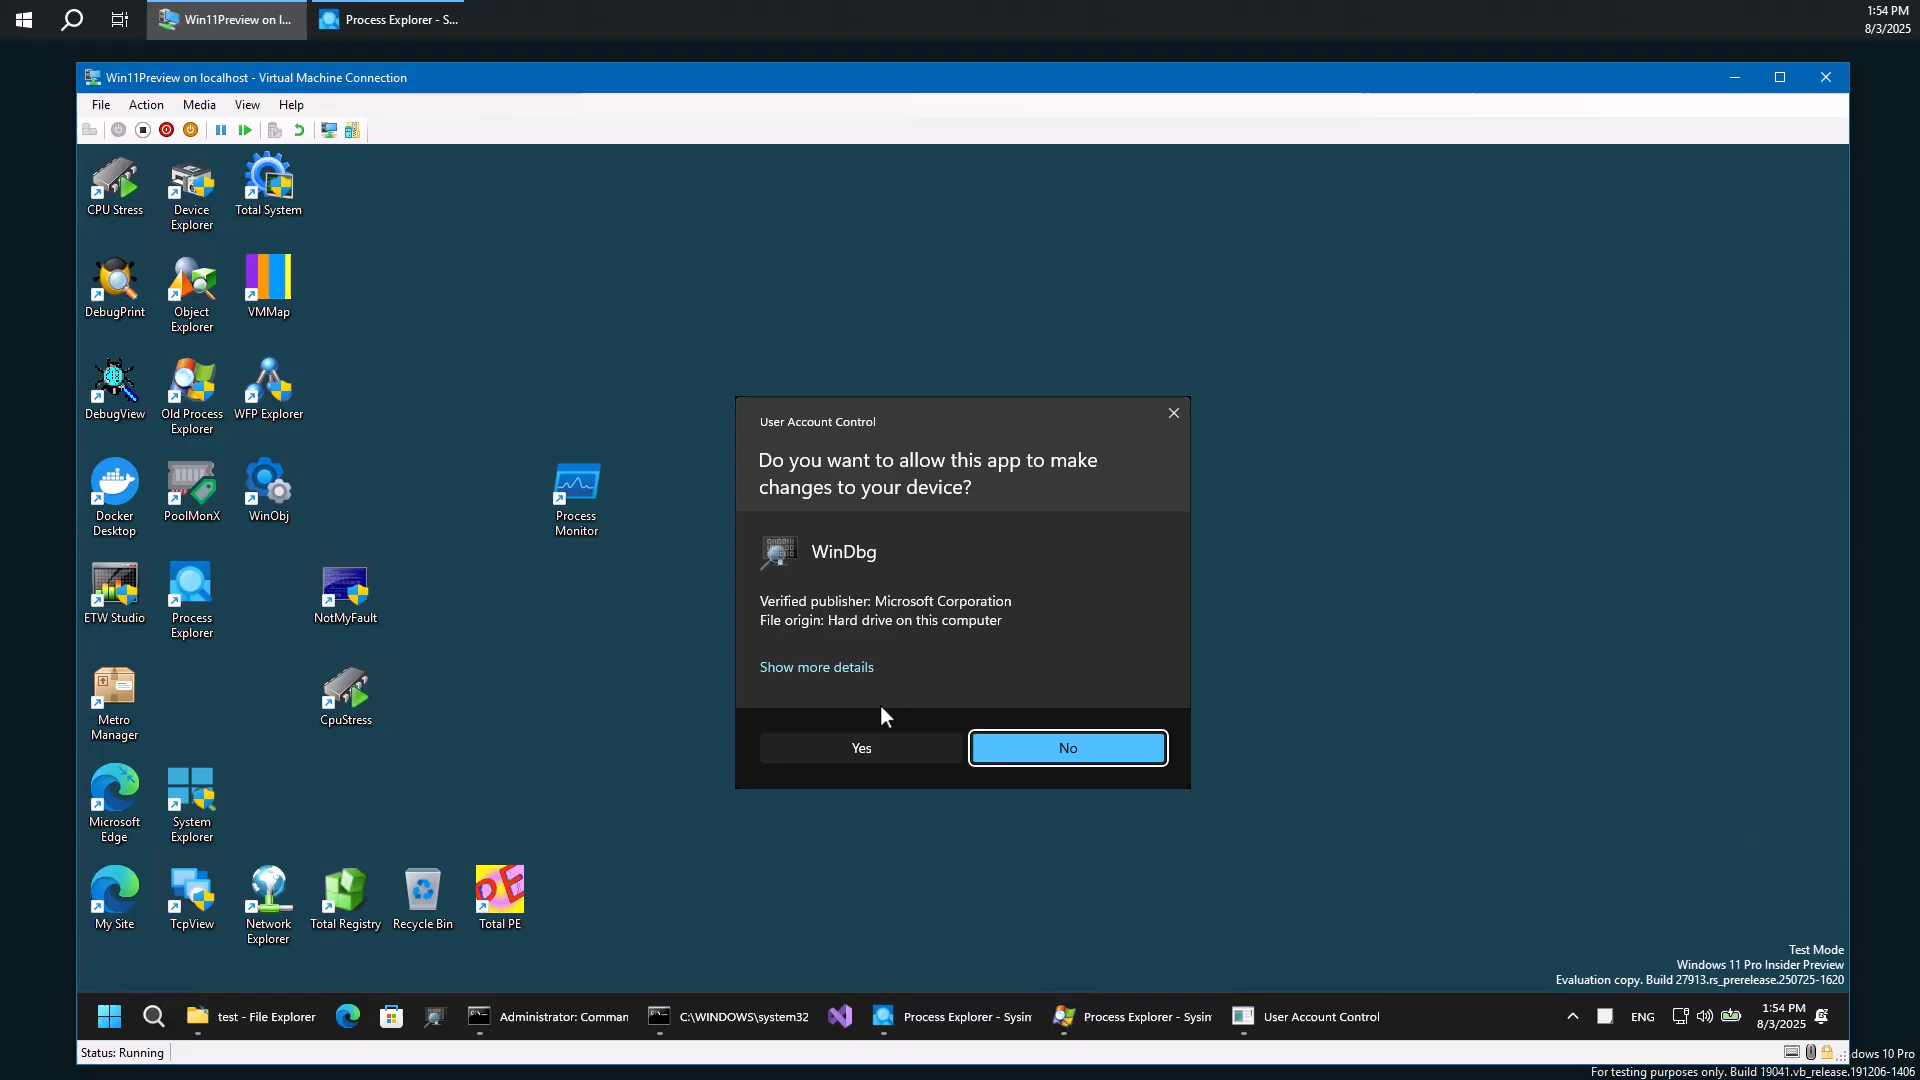 Win11Preview on l...
Process Explorer - S...
1:54 PM
8/3/2025
Win11Preview on localhost - Virtual Machine Connection
File Action Media View Help
CPU Stress
Device
Explorer
Total System
DebugPrint
Object
Explorer
VMMap
DebugView
Old Process
Explorer
WFP Explorer
Docker
Desktop
PoolMonX
WinObj
Process
Monitor
ETW Studio
Process
Explorer
NotMyFault
Metro
Manager
CpuStress
Microsoft
Edge
System
Explorer
My Site
TcpView
Network
Explorer
Total Registry
Recycle Bin
PE
Total PE
User Account Control
Do you want to allow this app to make
changes to your device?
WinDbg
Verified publisher: Microsoft Corporation
File origin: Hard drive on this computer
Show more details
Yes
No
Test Mode
Windows 11 Pro Insider Preview
Evaluation copy. Build 27913.rs_prerelease.250725-1620
test - File Explorer
Administrator: Comman
C:\WINDOWS\system32
Process Explorer - Sysin
Process Explorer - Sysin
User Account Control
ENG
1:54 PM
8/3/2025
Status: Running
dows 10 Pro
For testing purposes only. Build 19041.vb_release.191206-1406